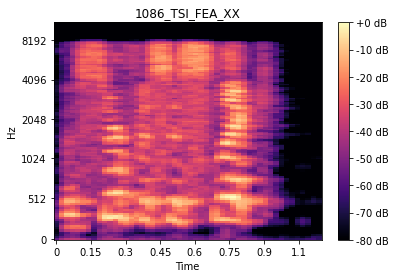 1086_TSI_FEA_XX
+0 dB
8192
-10 dB
4096
-20 dB
-30 dB
2048
Hz
-40 dB
1024
-50 dB
512
-60 dB
-70 dB
0
-80 dB
0 0.15 0.3 0.45 0.6 0.75 0.9 1.1
Time